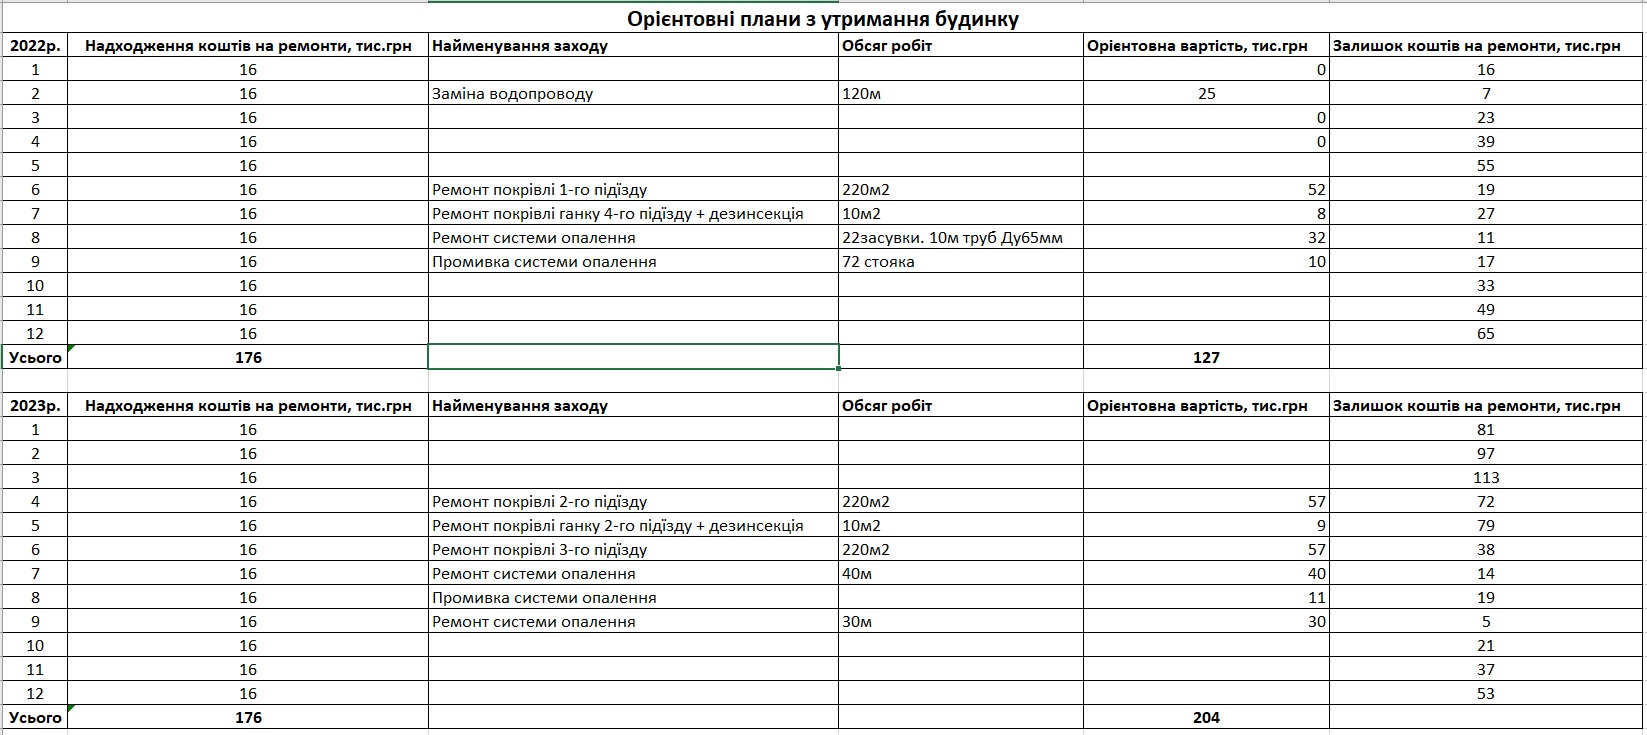 Орієнтовні плани з утримання будинку
2022р. Надходження коштів на ремонти, тис.грн Найменування заходу Обсяг робіт Орієнтовна вартість, тис.грн Залишок коштів на ремонти, тис.грн
1 16 0 16
2 16 Заміна водопроводу 120м 25 7
3 16 0 23
4 16 0 39
5 16 55
6 16 Ремонт покрівлі 1-го підїзду 220м2 52 19
7 16 Ремонт покрівлі ганку 4-го підїзду + дезинсекція 10м2 8 27
8 16 Ремонт системи опалення 22засувки. 10м труб Ду65мм 32 11
9 16 Промивка системи опалення 72 стояка 10 17
10 16 33
11 16 49
12 16 65
Усього 176 127
2023р. Надходження коштів на ремонти, тис.грн Найменування заходу Обсяг робіт Орієнтовна вартість, тис.грн Залишок коштів на ремонти, тис.грн
1 16 81
2 16 97
3 16 113
4 16 Ремонт покрівлі 2-го підїзду 220м2 57 72
5 16 Ремонт покрівлі ганку 2-го підїзду + дезинсекція 10м2 9 79
6 16 Ремонт покрівлі 3-го підїзду 220м2 57 38
7 16 Ремонт системи опалення 40м 40 14
8 16 Промивка системи опалення 11 19
9 16 Ремонт системи опалення 30м 30 5
10 16 21
11 16 37
12 16 53
Усього 176 204